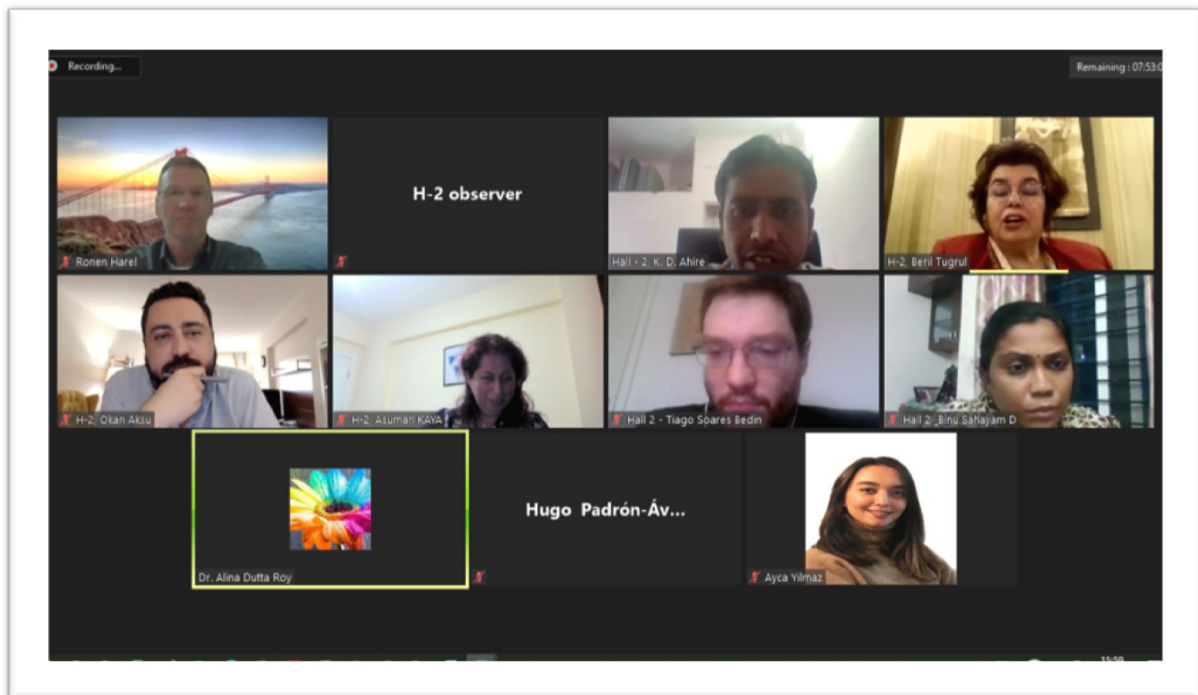 Recording...
Remaining : 07:53:0
Ronen Harel
H-2 observer
Hall - 2, K. D. Ahire
H-2, Beril Tugrul
H-2, Okan Aksu
H-2, Asuman KAYA
Hall 2 - Tiago Soares Bedin
Hall 2 ,Binu Sahayam D
Dr. Alina Dutta Roy
Hugo Padrón-Áv...
Ayca Yilmaz
15:50